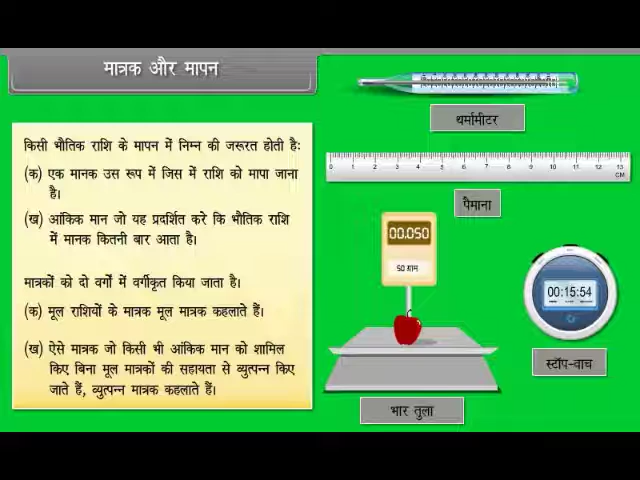 मात्रक और मापन
किसी भौतिक राशि के मापन में निम्न की जरूरत होती है:
(क) एक मानक उस रूप में जिस में राशि को मापा जाना
है।
(ख) आंकिक मान जो यह प्रदर्शित करे कि भौतिक राशि
में मानक कितनी बार आता है।
मात्रकों को दो वर्गों में वर्गीकृत किया जाता है।
(क) मूल राशियों के मात्रक मूल मात्रक कहलाते हैं।
(ख) ऐसे मात्रक जो किसी भी आंकिक मान को शामिल
किए बिना मूल मात्रकों की सहायता से व्युत्पन्न किए
जाते हैं, व्युत्पन्न मात्रक कहलाते हैं।
थर्मामीटर
1 2 3 4 5 6 7 8 9 10 11 12 13
CM
पैमाना
00.050
50 ग्राम
00:15:54
स्टॉप-वाच
भार तुला